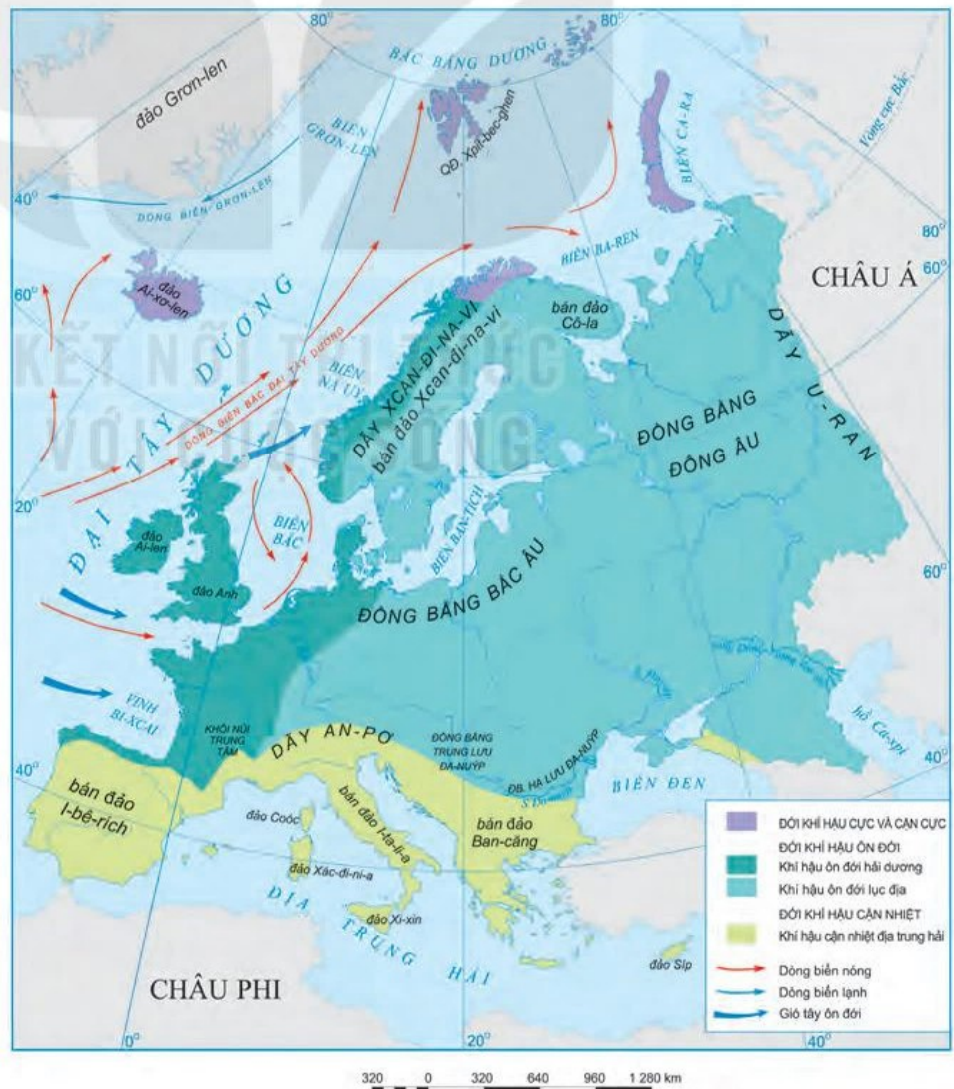 80°
80°
BẮC BĂNG DƯƠNG
đảo Grơn-len
BIỂN
GRƠN-LEN
QĐ. Xpit-bec-ghen
BIỂN CA-RA
Vòng cực Bắc
40°
DÒNG BIỂN GRƠN-LEN
80°
60°
BIỂN BA-REN
CHÂU Á
đảo
Ai-xơ-len
60°
bán đảo
Cô-la
ĐẠI TÂY DƯƠNG
KẾT NỐI TRI THỨC
VỚI CUỘC SỐNG
DÒNG BIỂN BẮC ĐẠI TÂY DƯƠNG
BIỂN
NA UY
DÃY XCAN-ĐI-NA-VI
bán đảo Xcan-đi-na-vi
DÃY U-RAN
ĐỒNG BẰNG
ĐÔNG ÂU
20°
BIỂN
BẮC
BIỂN BAN-TÍCH
đảo
Ai-len
đảo Anh
60°
ĐỒNG BẰNG BẮC ÂU
VỊNH
BI-XCAI
KHỐI NÚI
TRUNG
TÂM
DÃY AN-PƠ
ĐỒNG BẰNG
TRUNG LƯU
ĐA-NUÝP
ĐB. HẠ LƯU ĐA-NUÝP
BIỂN ĐEN
hồ Ca-xpi
40°
40°
bán đảo
I-bê-rich
đảo Coóc
bán đảo I-ta-li-a
bán đảo
Ban-căng
đảo Xác-đi-ni-a
ĐỊA TRUNG HẢI
đảo Xi-xin
đảo Síp
CHÂU PHI
0°
20°
40°
ĐỚI KHÍ HẬU CỰC VÀ CẬN CỰC
ĐỚI KHÍ HẬU ÔN ĐỚI
Khí hậu ôn đới hải dương
Khí hậu ôn đới lục địa
ĐỚI KHÍ HẬU CẬN NHIỆT
Khí hậu cận nhiệt địa trung hải
Dòng biển nóng
Dòng biển lạnh
Gió tây ôn đới
320 0 320 640 960 1 280 km